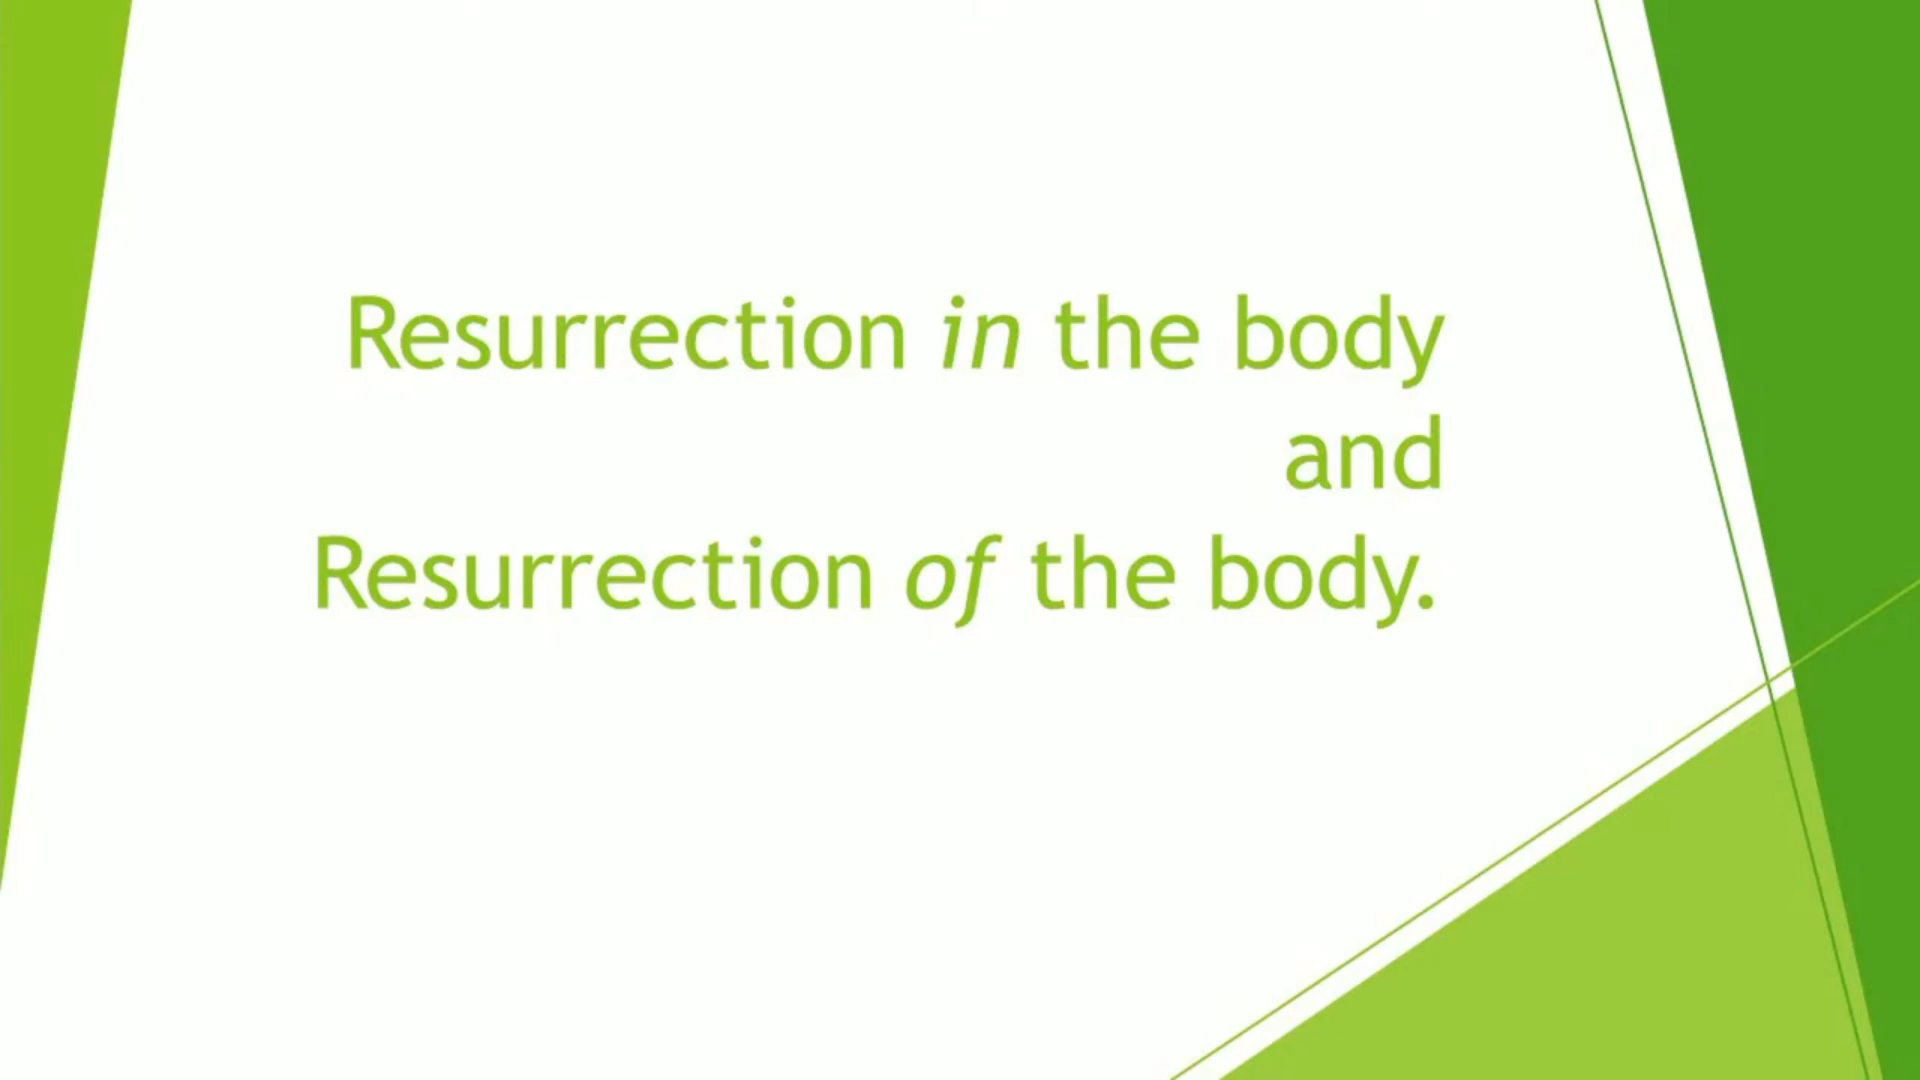 Resurrection in the body
and
Resurrection of the body.